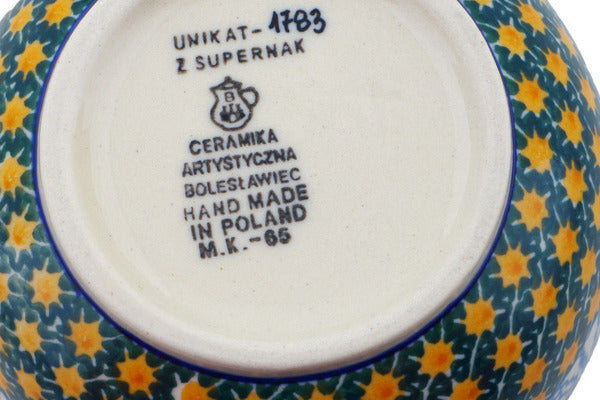 UNIKAT-1783
Z SUPERNAK
B
CERAMIKA
ARTYSTYCZNA
BOLESŁAWIEC
HAND MADE
IN POLAND
M.K.-65